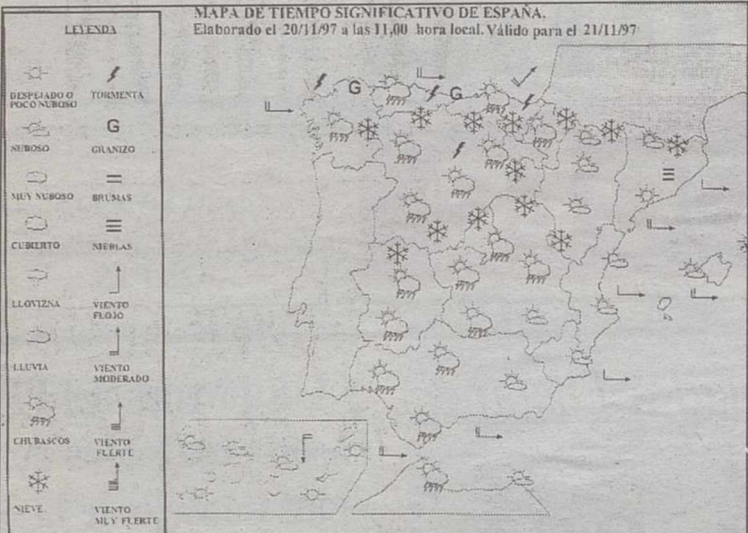 MAPA DE TIEMPO SIGNIFICATIVO DE ESPAÑA.
Elaborado el 20/11/97 a las 11,00 hora local. Válido para el 21/11/97
LEYENDA
DESPEJADO O
POCO NUBOSO
TORMENTA
G
NUBOSO
GRANIZO
MUY NUBOSO
BRUMAS
CUBIERTO
NIEBLAS
LLOVIZNA
VIENTO
FLOJO
LLUVIA
VIENTO
MODERADO
CHUBASCOS
VIENTO
FUERTE
NIEVE
VIENTO
MUY FUERTE
G
G